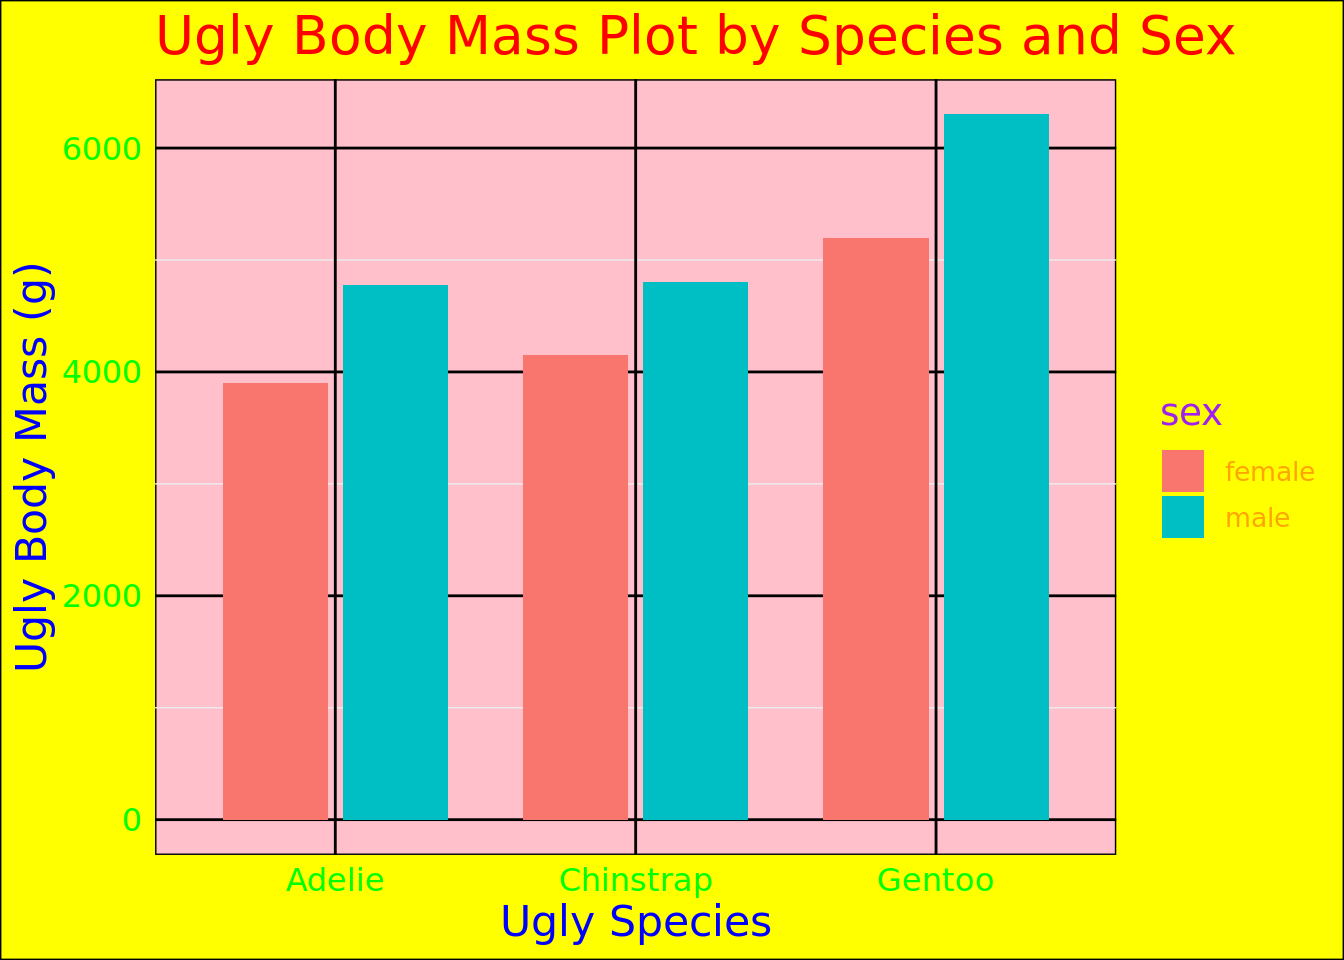 Ugly Body Mass Plot by Species and Sex
Ugly Body Mass (g)
6000
4000
2000
0
Adelie Chinstrap Gentoo
Ugly Species
sex
female
male